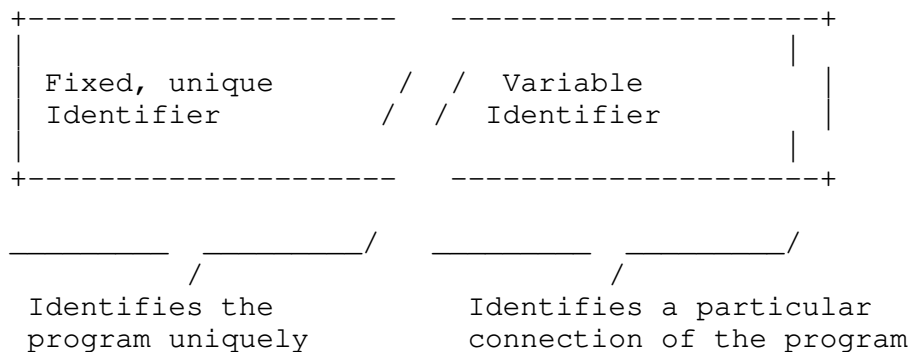 Fixed, unique / / Variable
Identifier / / Identifier
Identifies the Identifies a particular
program uniquely connection of the program